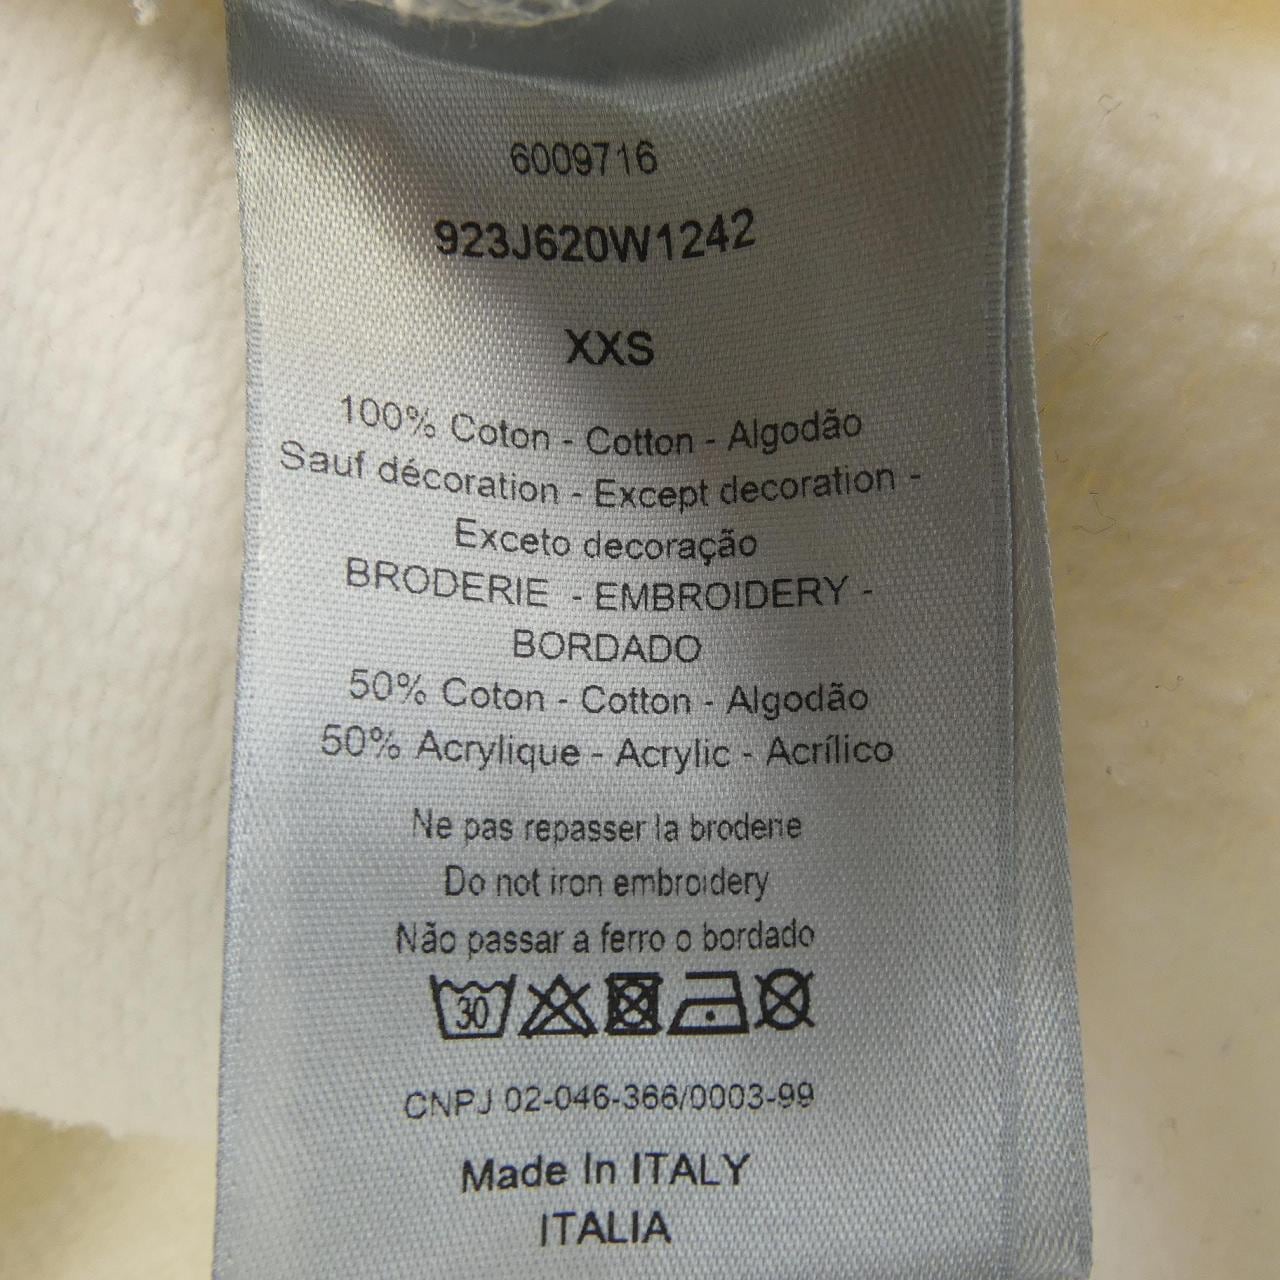 6009716
923J620W1242
XXS
100% Coton - Cotton - Algodão
Sauf décoration - Except decoration -
Exceto decoração
BRODERIE - EMBROIDERY -
BORDADO
50% Coton - Cotton - Algodão
50% Acrylique - Acrylic - Acrílico
Ne pas repasser la broderie
Do not iron embroidery
Não passar a ferro o bordado
30
CNPJ 02-046-366/0003-99
Made In ITALY
ITALIA